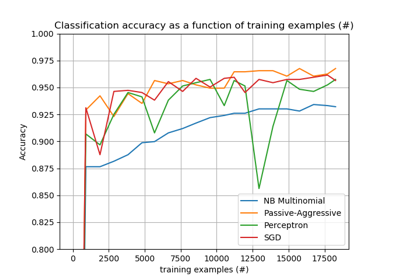 Classification accuracy as a function of training examples (#)
1.000
0.975
0.950
0.925
0.900
0.875
0.850
0.825
0.800
Accuracy
NB Multinomial
Passive-Aggressive
Perceptron
SGD
0 2500 5000 7500 10000 12500 15000 17500
training examples (#)